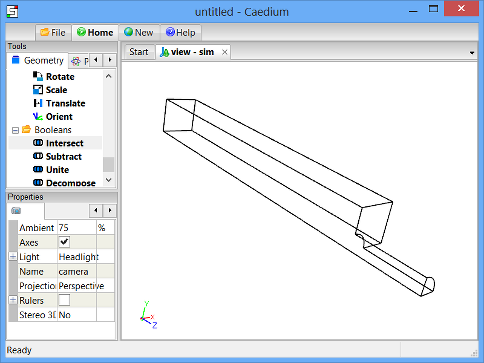 untitled - Caedium
File Home New Help
Tools
Geometry P
Rotate
Scale
Translate
Orient
Booleans
Intersect
Subtract
Unite
Decompose
Properties
Ambient 75 %
Axes
Light Headlight
Name camera
Projection Perspective
Rulers
Stereo 3D No
Start view - sim
Y
X
Z
Ready